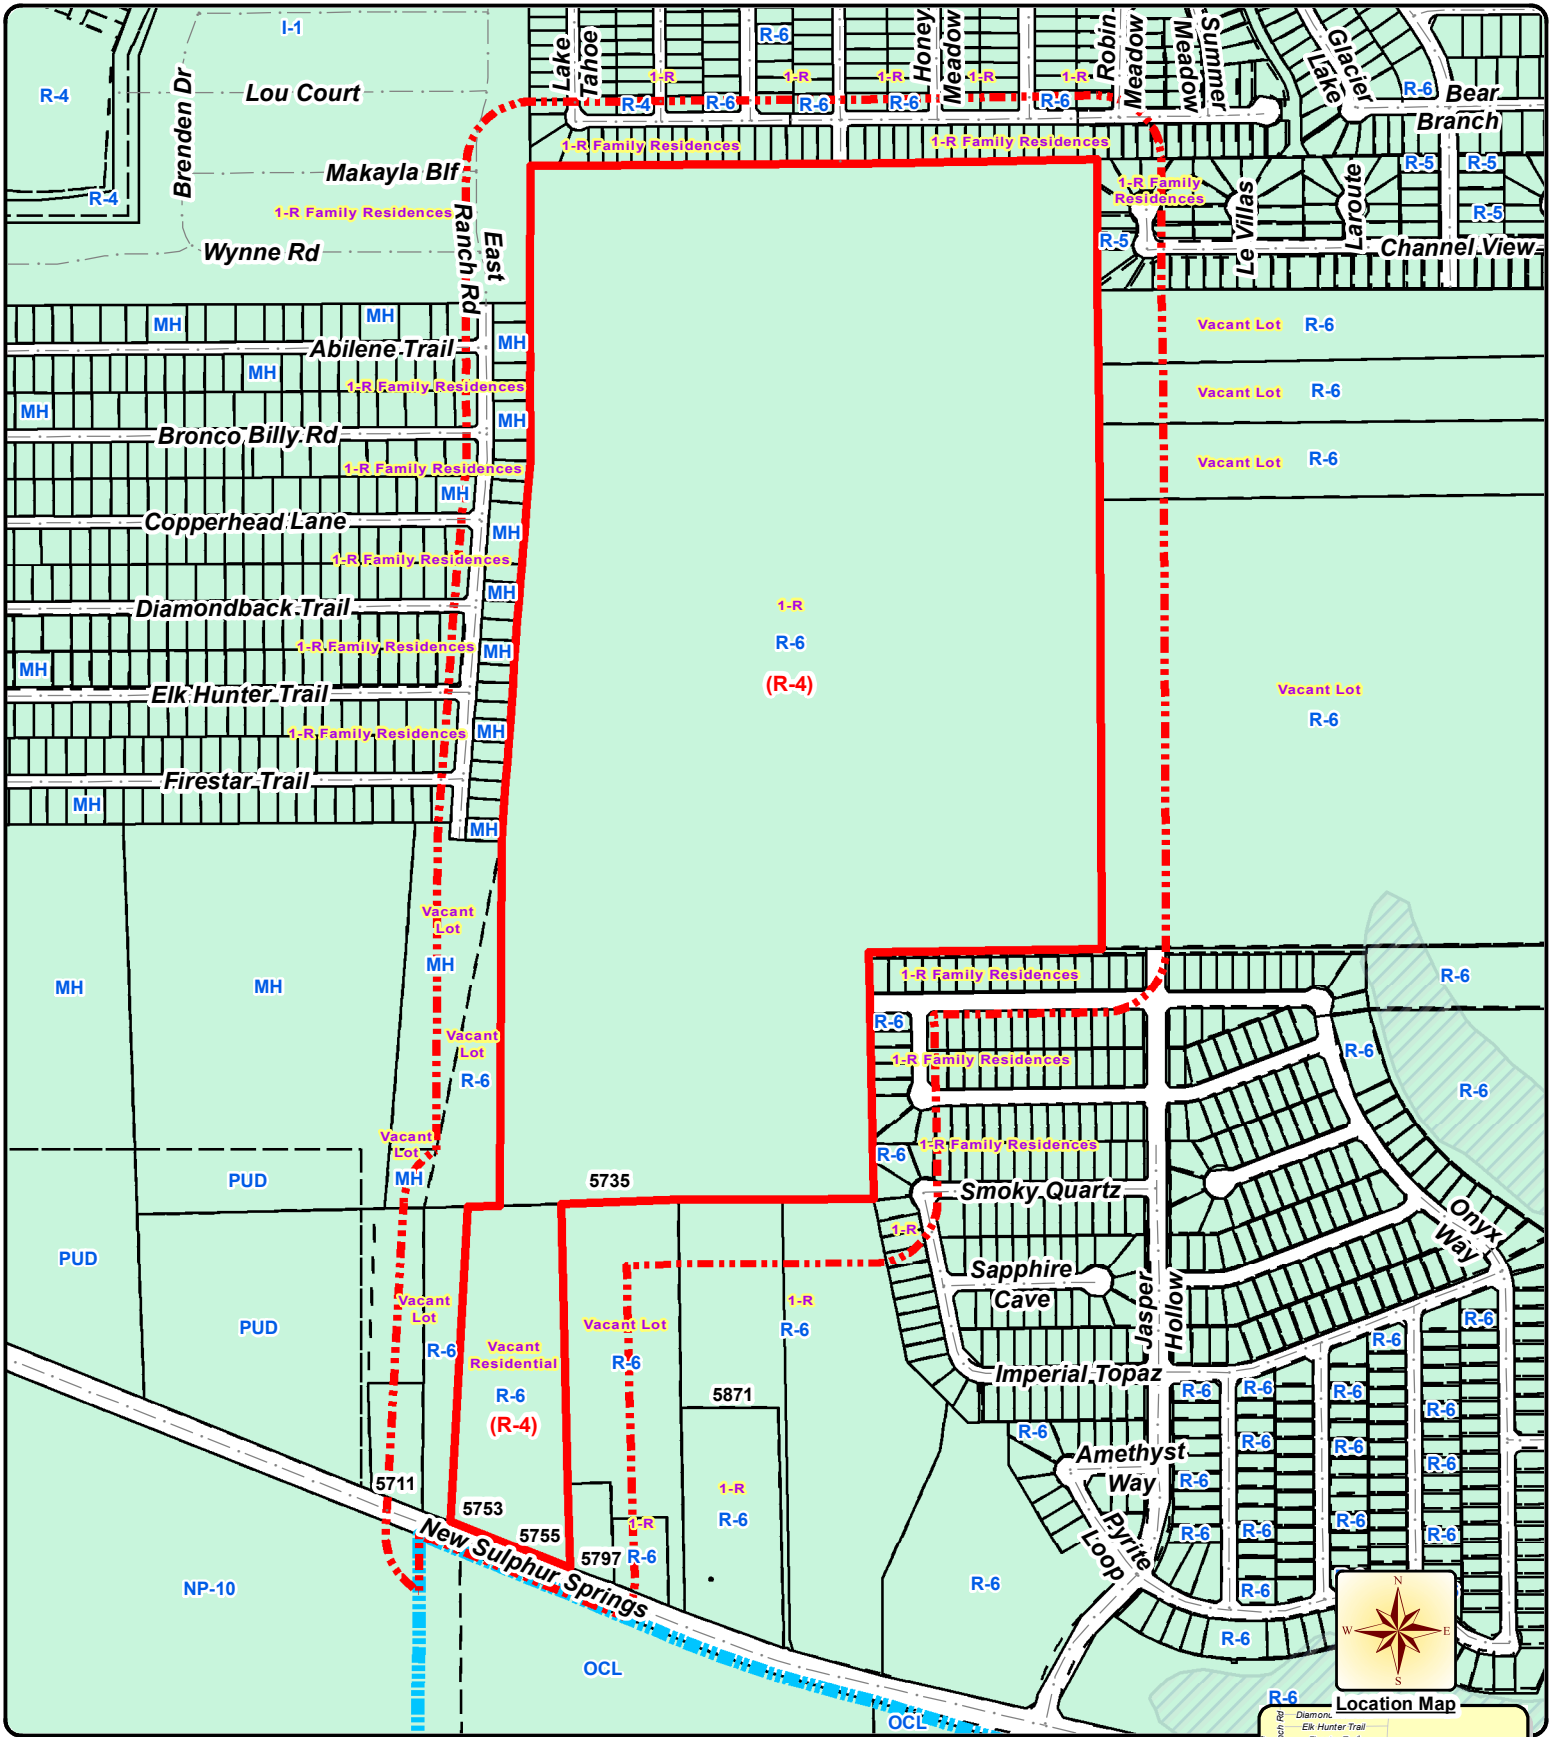 I-1
R-4
Lou Court
Brenden Dr
R-4
Makayla Blf
1-R Family Residences
Wynne Rd
East
Ranch Rd
Lake
Tahoe
R-6
Honey
Meadow
Robin
Meadow
Summer
Meadow
Glacier
Lake
R-6
Bear
Branch
1-R
1-R
1-R
1-R
1-R
R-4
R-6
R-6
R-6
R-6
1-R Family Residences
1-R Family Residences
R-5
R-5
R-5
1-R Family
Residences
R-5
Le Villas
Laroute
Channel View
MH
MH
Abilene Trail
MH
MH
1-R Family Residences
MH
MH
Bronco Billy Rd
1-R Family Residences
MH
Copperhead Lane
MH
1-R Family Residences
MH
Diamondback Trail
1-R Family Residences
MH
MH
Elk Hunter Trail
1-R Family Residences
MH
Firestar Trail
MH
MH
Vacant Lot
R-6
Vacant Lot
R-6
Vacant Lot
R-6
1-R
R-6
(R-4)
Vacant Lot
R-6
Vacant
Lot
MH
MH
MH
Vacant
Lot
R-6
Vacant
Lot
MH
PUD
PUD
PUD
1-R Family Residences
R-6
R-6
1-R Family Residences
R-6
R-6
R-6
1-R Family Residences
5735
Smoky Quartz
1-R
Onyx
Way
Sapphire
Cave
Jasper
Hollow
Vacant
Lot
R-6
Vacant
Residential
R-6
(R-4)
Vacant Lot
R-6
1-R
R-6
R-6
R-6
Imperial Topaz
5871
R-6
R-6
R-6
R-6
R-6
R-6
R-6
Amethyst
Way
R-6
R-6
5711
5753
5755
1-R
R-6
1-R
R-6
5797
New Sulphur Springs
Pyrite
Loop
R-6
R-6
R-6
R-6
NP-10
R-6
R-6
R-6
OCL
OCL
R-6
N
W
E
S
Location Map
Elk Hunter Trail